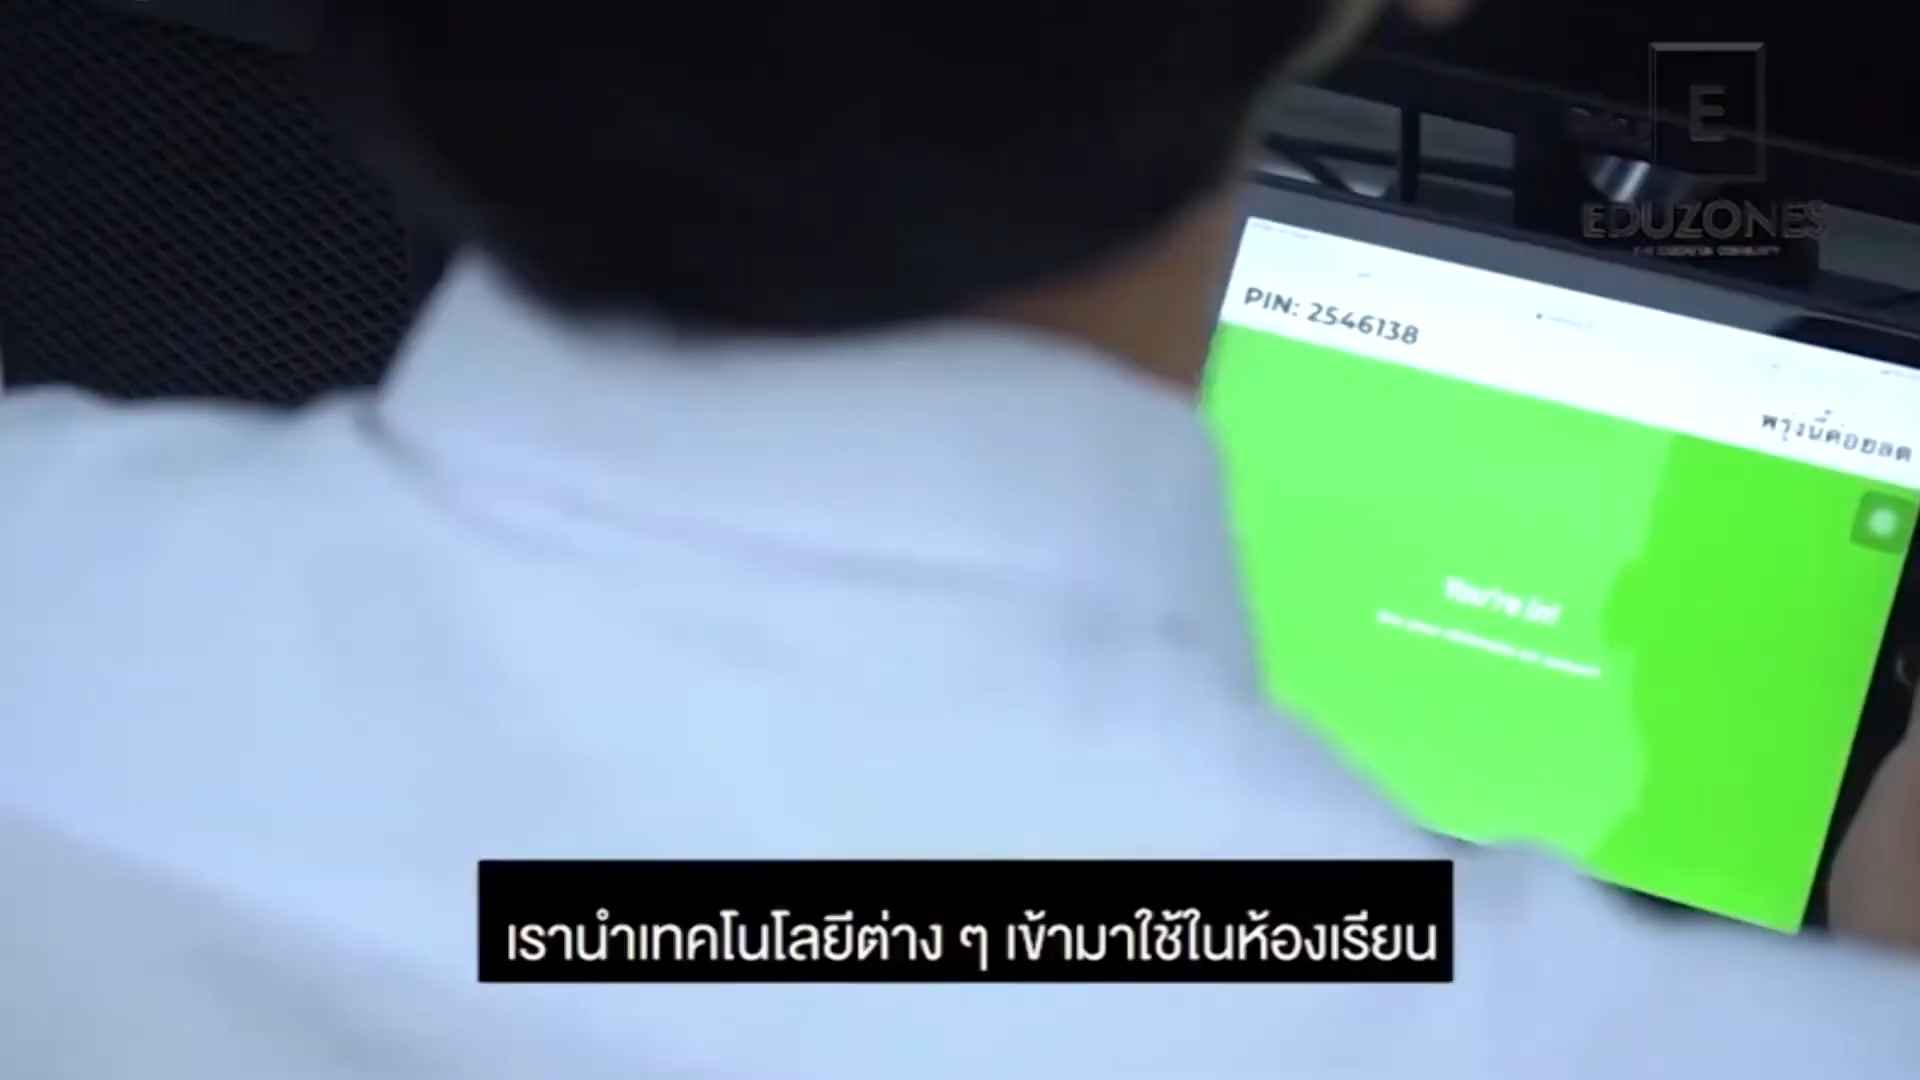 E
EDUZONES
PIN: 2546138
พรุ่งนี้ค่อยลด
You're in!
เรานำเทคโนโลยีต่าง ๆ เข้ามาใช้ในห้องเรียน